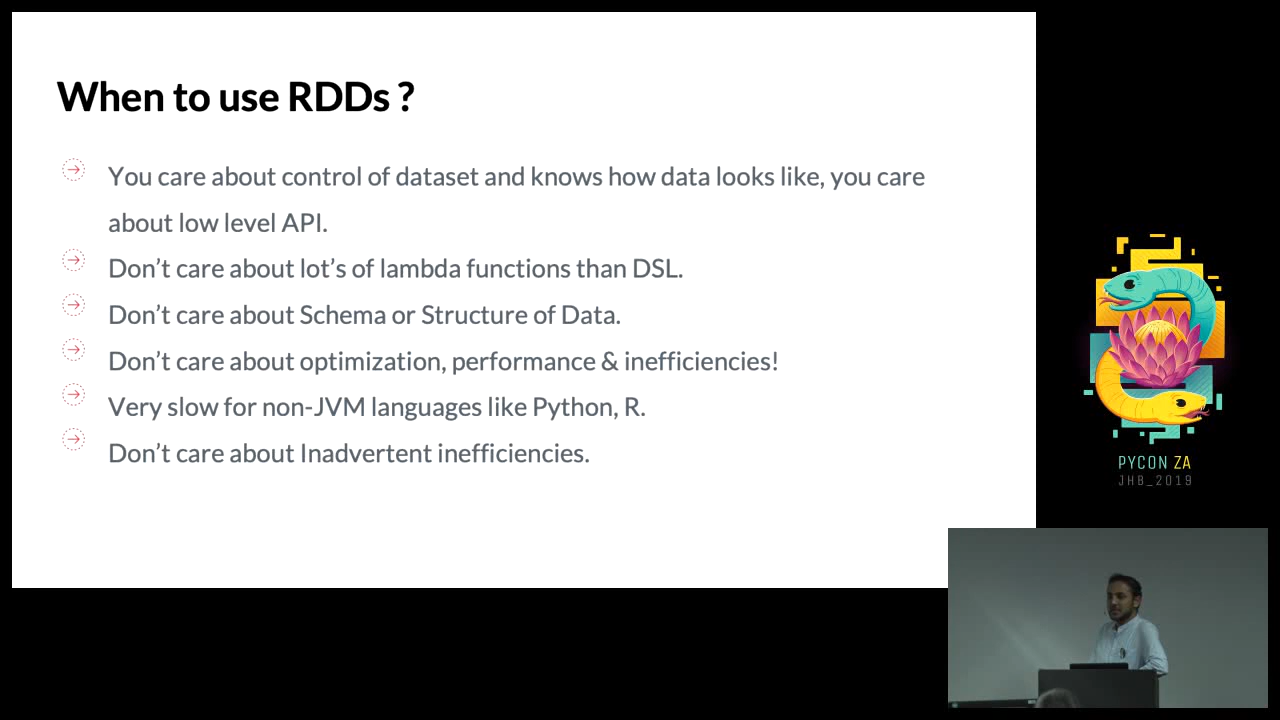 When to use RDDs ?
You care about control of dataset and knows how data looks like, you care
about low level API.
Don’t care about lot’s of lambda functions than DSL.
Don’t care about Schema or Structure of Data.
Don’t care about optimization, performance & inefficiencies!
Very slow for non-JVM languages like Python, R.
Don’t care about Inadvertent inefficiencies.
PYCON ZA
JHB_2019